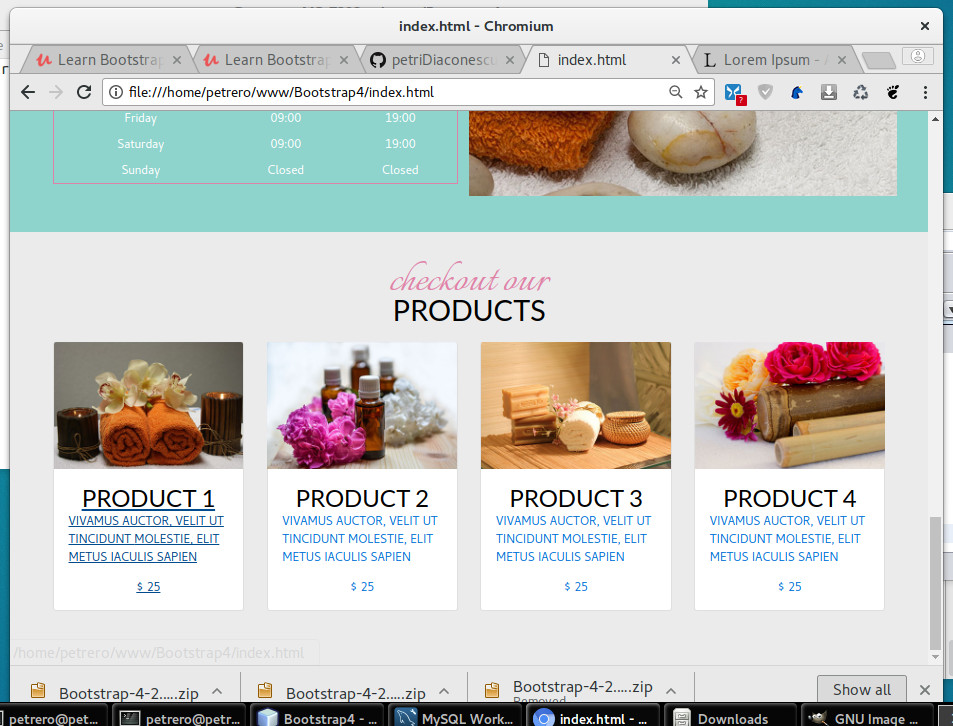 index.html - Chromium
Learn Bootstrap
Learn Bootstrap
petriDiaconescu
index.html
Lorem Ipsum - A
file:///home/petrero/www/Bootstrap4/index.html
?
Friday 09:00 19:00
Saturday 09:00 19:00
Sunday Closed Closed
checkout our
PRODUCTS
PRODUCT 1
VIVAMUS AUCTOR, VELIT UT
TINCIDUNT MOLESTIE, ELIT
METUS IACULIS SAPIEN
$ 25
PRODUCT 2
VIVAMUS AUCTOR, VELIT UT
TINCIDUNT MOLESTIE, ELIT
METUS IACULIS SAPIEN
$ 25
PRODUCT 3
VIVAMUS AUCTOR, VELIT UT
TINCIDUNT MOLESTIE, ELIT
METUS IACULIS SAPIEN
$ 25
PRODUCT 4
VIVAMUS AUCTOR, VELIT UT
TINCIDUNT MOLESTIE, ELIT
METUS IACULIS SAPIEN
$ 25
/home/petrero/www/Bootstrap4/index.html
Bootstrap-4-2.....zip
Bootstrap-4-2.....zip
Bootstrap-4-2.....zip
Removed
Show all
petrero@pet...
petrero@pet...
Bootstrap4 - ...
MySQL Work...
index.html - ...
Downloads
GNU Image ...